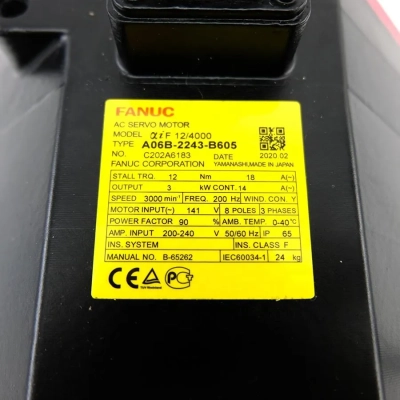 FANUC
AC SERVO MOTOR
MODEL αiF 12/4000
TYPE A06B-2243-B605
NO. C202A6183 DATE 2020.02
FANUC CORPORATION YAMANASHI MADE IN JAPAN
STALL TRQ. 12 Nm 18 A(~)
OUTPUT 3 kW CONT. 14 A(~)
SPEED 3000 min⁻¹ FREQ. 200 Hz WIND. CON. Y
MOTOR INPUT(~) 141 V 8 POLES 3 PHASES
POWER FACTOR 90 % AMB. TEMP. 0-40°C
AMP. INPUT 200-240 V 50/60 Hz IP 65
INS. SYSTEM INS. CLASS F
MANUAL NO. B-65262 IEC60034-1 24 kg
CE